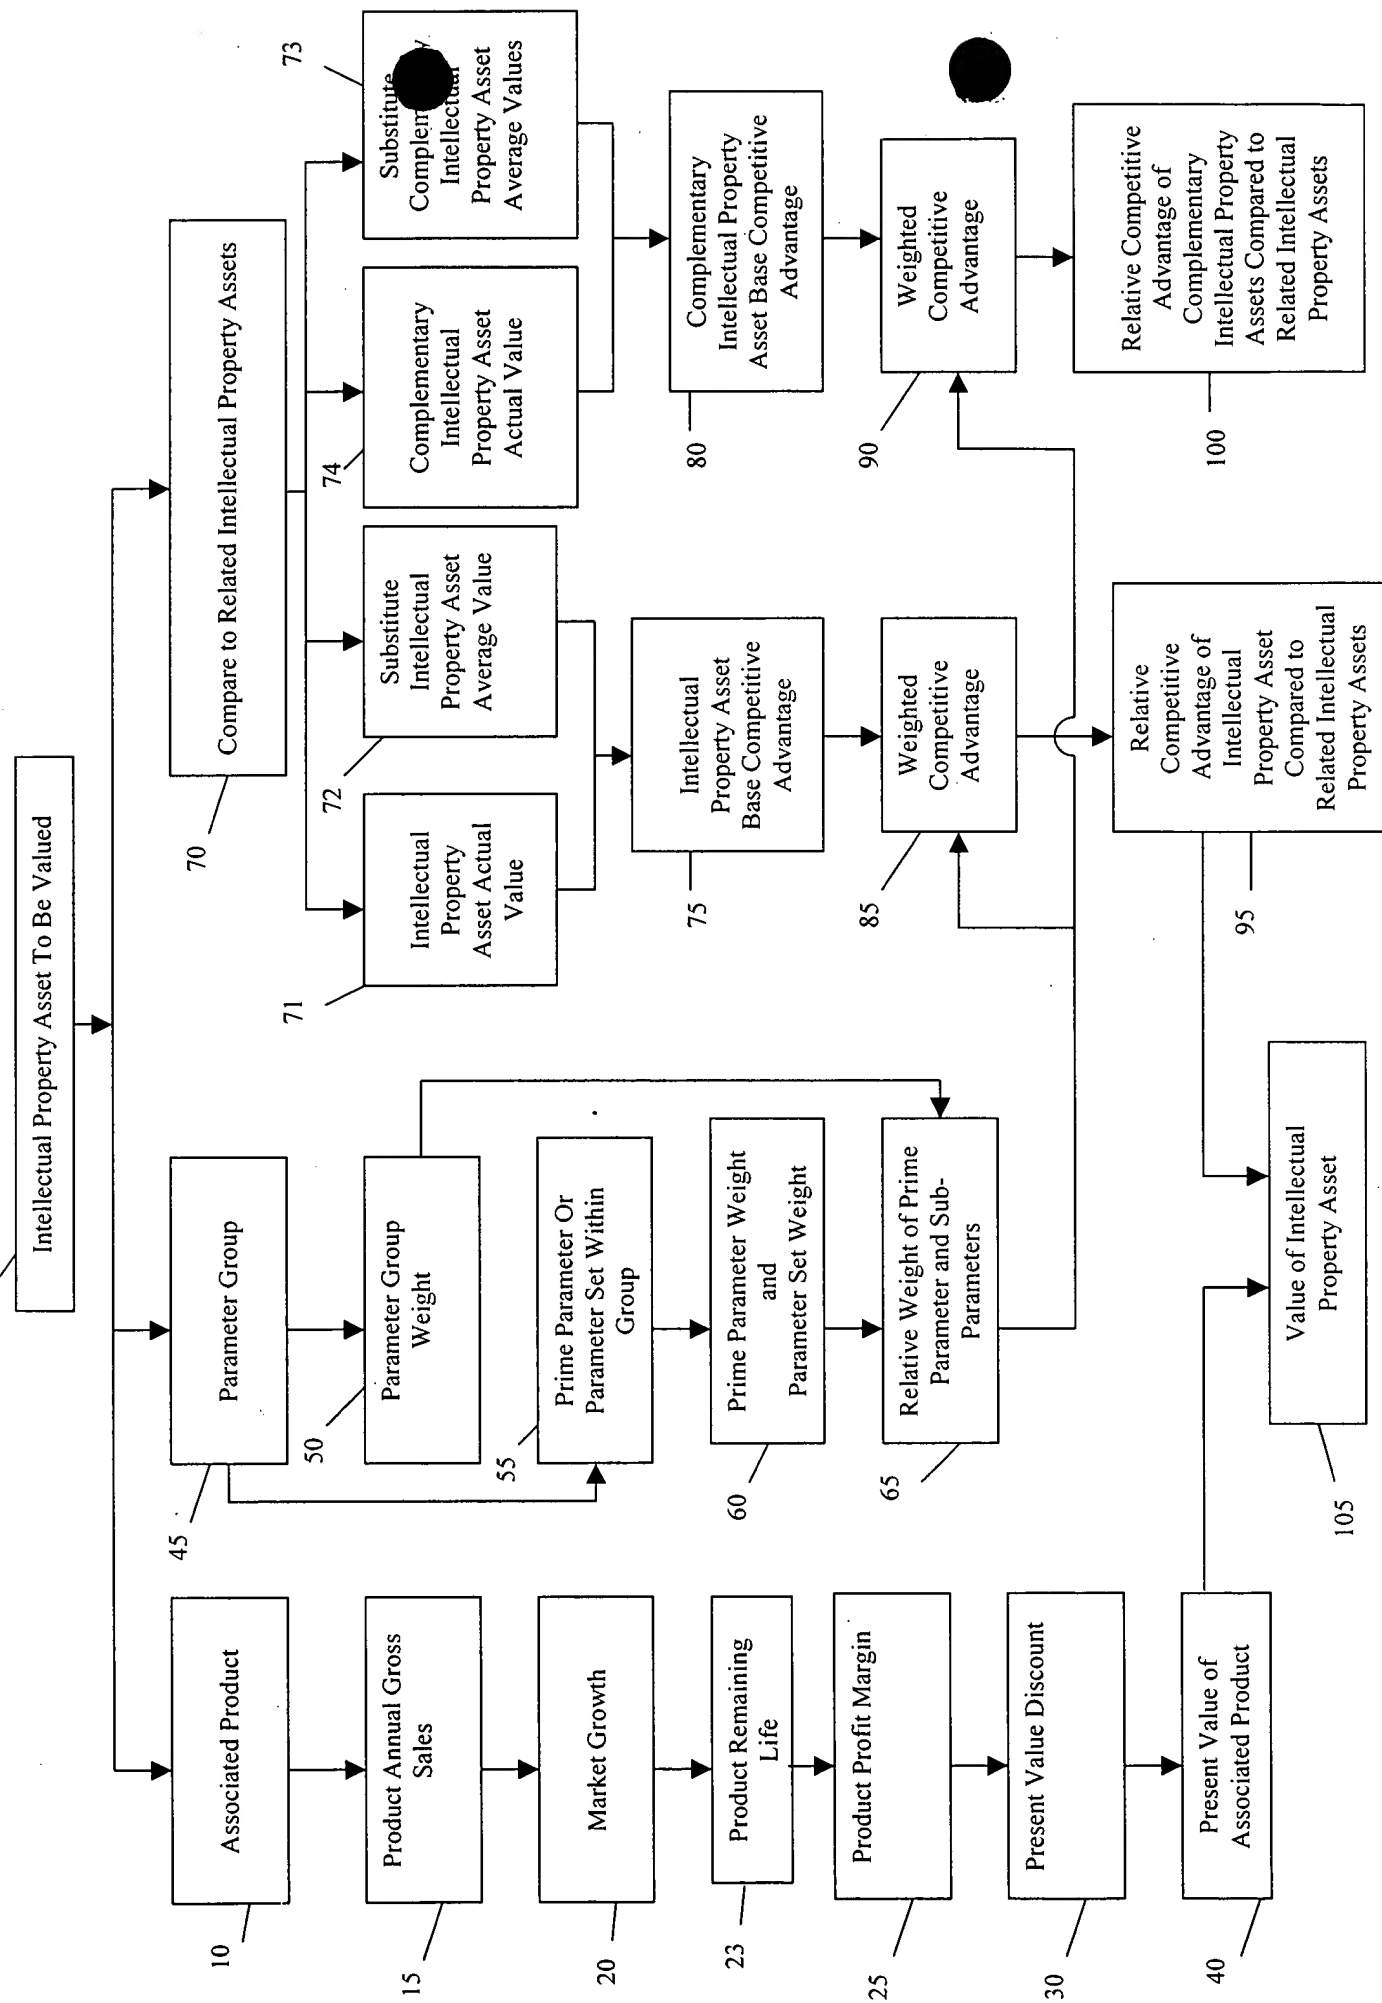 Intellectual Property Asset To Be Valued
10
Associated Product
15
Product Annual Gross
Sales
20
Market Growth
23
Product Remaining
Life
25
Product Profit Margin
30
Present Value Discount
40
Present Value of
Associated Product
45
Parameter Group
50
Parameter Group
Weight
55
Prime Parameter Or
Parameter Set Within
Group
60
Prime Parameter Weight
and
Parameter Set Weight
65
Relative Weight of Prime
Parameter and Sub-
Parameters
70
Compare to Related Intellectual Property Assets
71
Intellectual
Property
Asset Actual
Value
72
Substitute
Intellectual
Property Asset
Average Value
74
Complementary
Intellectual
Property Asset
Actual Value
73
Substitute
Intellectual
Property Asset
Average Values
75
Intellectual
Property Asset
Base Competitive
Advantage
80
Complementary
Intellectual Property
Asset Base Competitive
Advantage
85
Weighted
Competitive
Advantage
90
Weighted
Competitive
Advantage
95
Relative
Competitive
Advantage of
Intellectual
Property Asset
Compared to
Related Intellectual
Property Assets
100
Relative Competitive
Advantage of
Complementary
Intellectual Property
Assets Compared to
Related Intellectual
Property Assets
105
Value of Intellectual
Property Asset